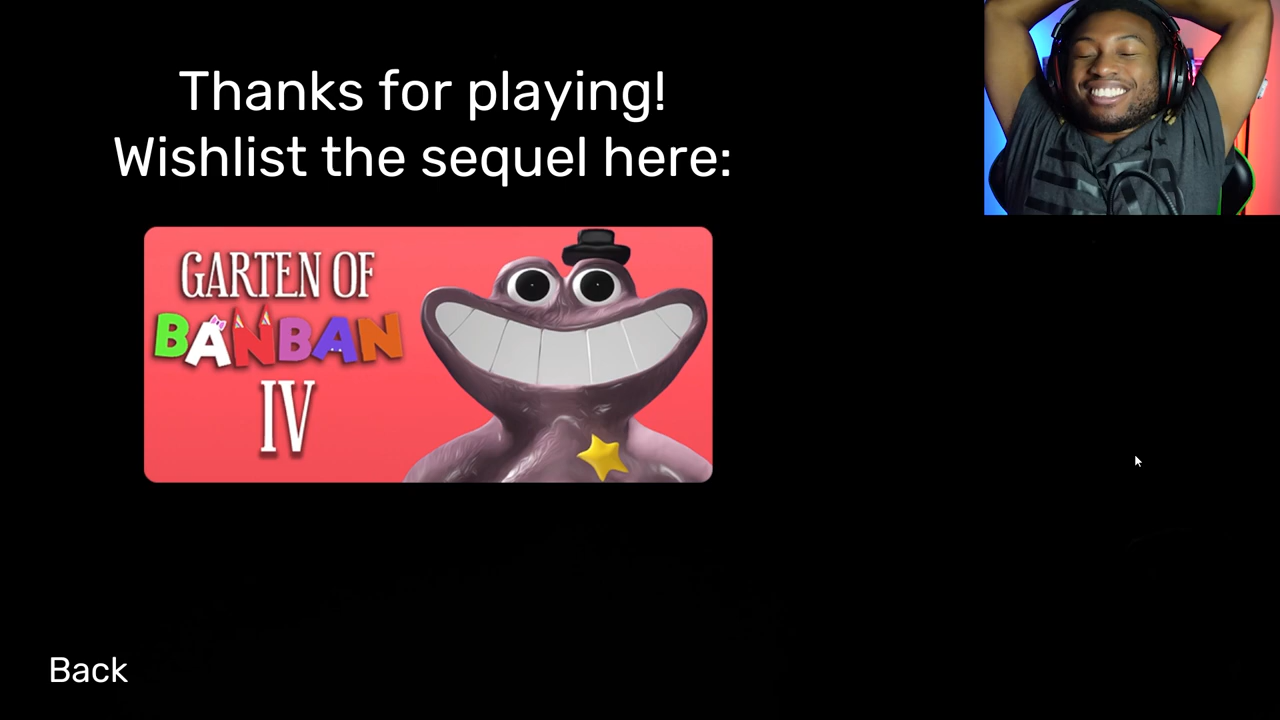 Thanks for playing!
Wishlist the sequel here:
GARTEN OF
BANBAN
IV
Back